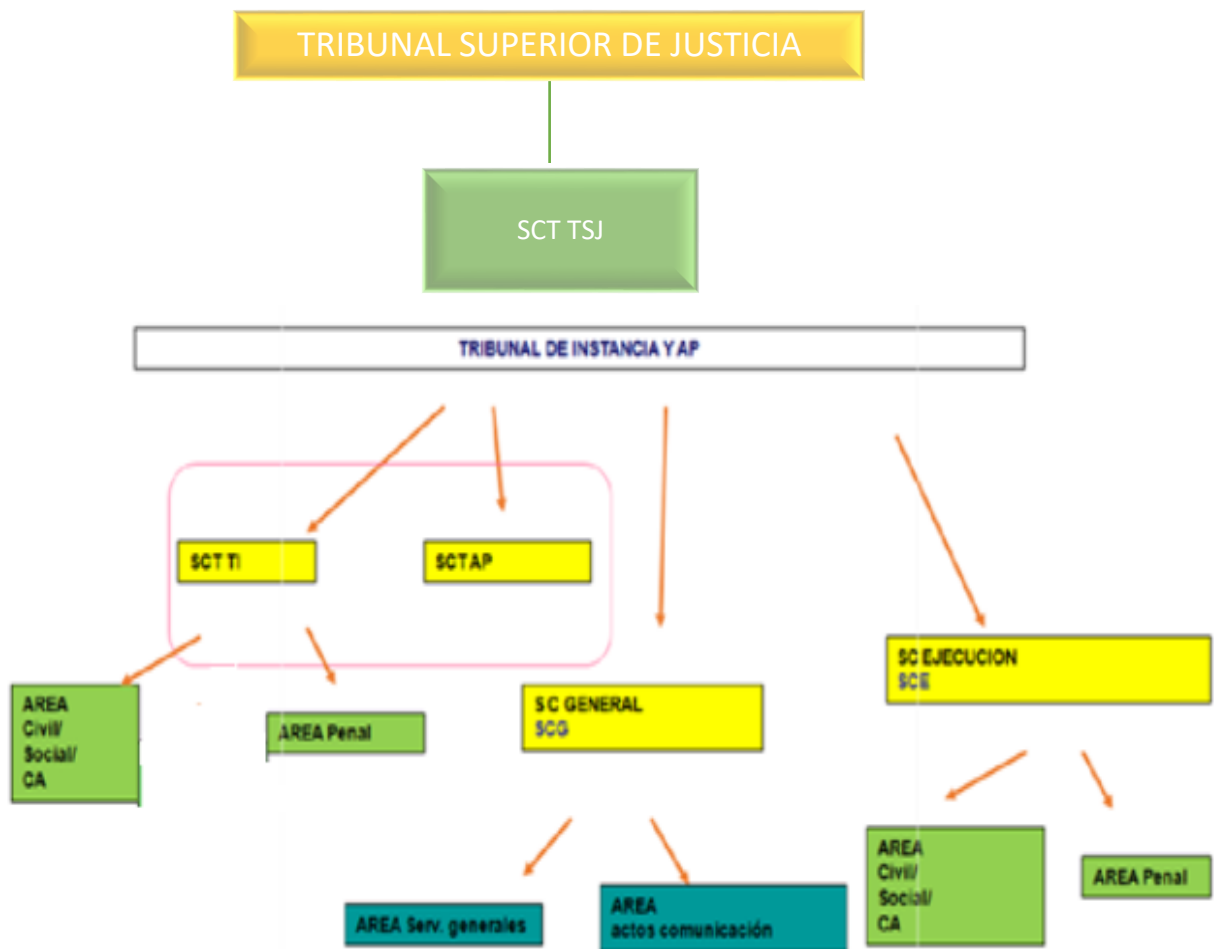 TRIBUNAL SUPERIOR DE JUSTICIA
SCT TSJ
TRIBUNAL DE INSTANCIA Y AP
SCT TI
SCT AP
SC EJECUCION
SCE
AREA
Civil/
Social/
CA
AREA Penal
SC GENERAL
SCG
AREA
Civil/
Social/
CA
AREA Penal
AREA Serv. generales
AREA
actos comunicación